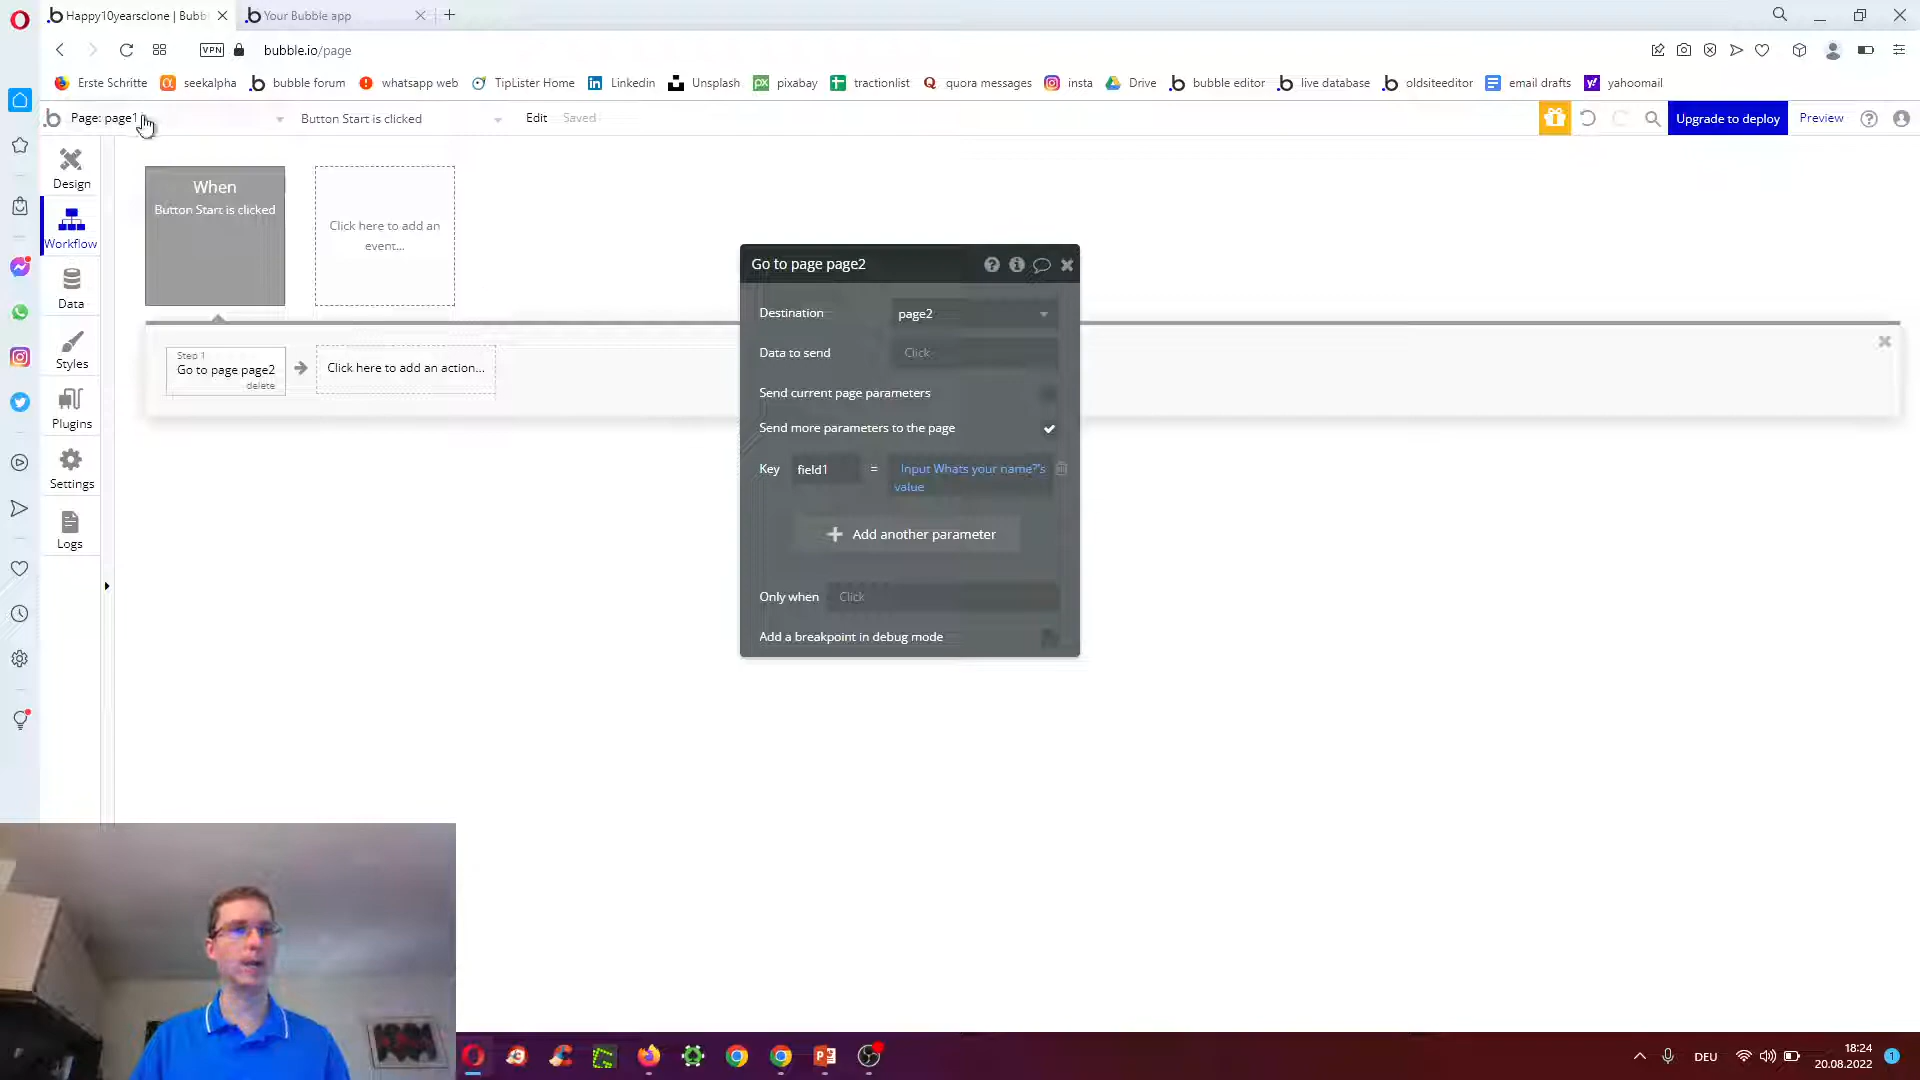 Happy10yearsclone | Bubb
Your Bubble app
VPN
bubble.io/page
Erste Schritte
seekalpha
bubble forum
whatsapp web
TipLister Home
Linkedin
Unsplash
pixabay
tractionlist
quora messages
insta
Drive
bubble editor
live database
oldsiteeditor
email drafts
yahoomail
Page: page1
Button Start is clicked
Edit
Saved
Upgrade to deploy
Preview
Design
Workflow
Data
Styles
Plugins
Settings
Logs
When
Button Start is clicked
Click here to add an
event...
Step 1
Go to page page2
delete
Click here to add an action...
Go to page page2
Destination
page2
Data to send
Click
Send current page parameters
Send more parameters to the page
Key
field1
=
Input Whats your name?'s
value
Add another parameter
Only when
Click
Add a breakpoint in debug mode
DEU
18:24
20.08.2022
1